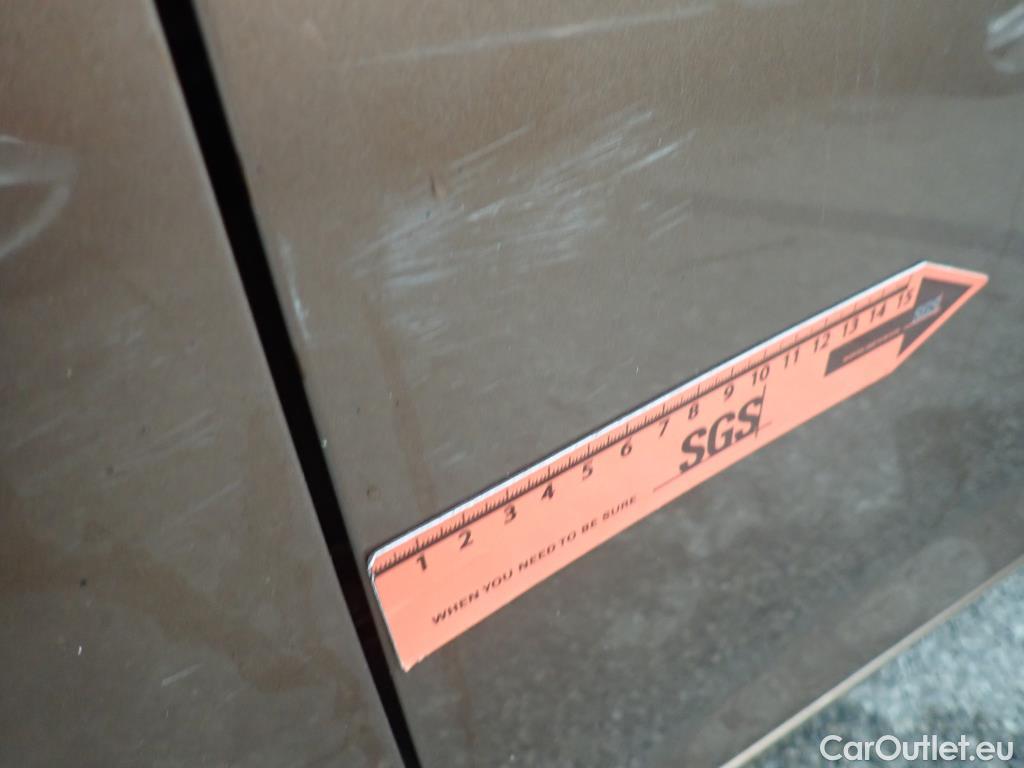 1 2 3 4 5 6 7 8 9 10 11 12 13 14 15
SGS
SGS
WHEN YOU NEED TO BE SURE
CarOutlet.eu